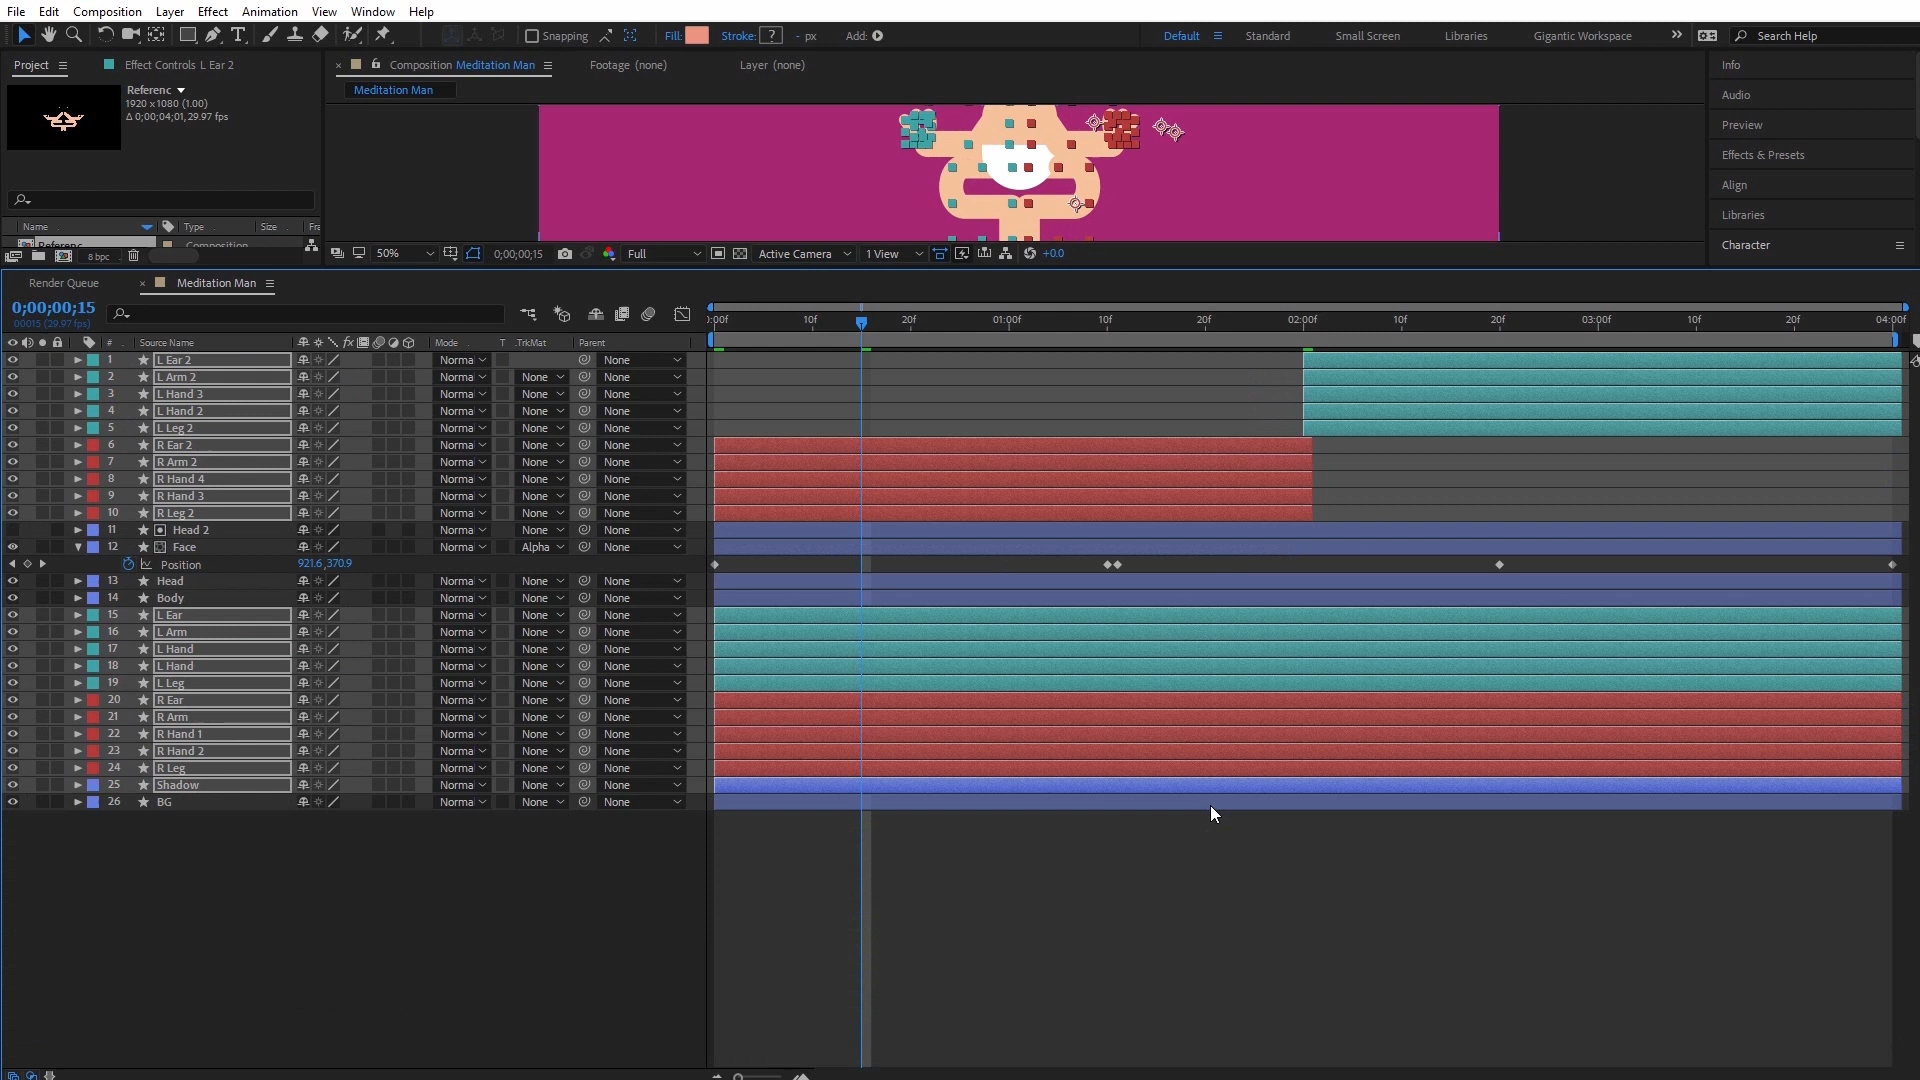 File Edit Composition Layer Effect Animation View Window Help
Snapping Fill: Stroke: ? - px Add: Default Standard Small Screen Libraries Gigantic Workspace Search Help
Project Effect Controls L Ear 2 Composition Meditation Man Footage (none) Layer (none) Info
Referenc
1920 x1080 (1.00)
Δ 0;00;04;01, 29.97 fps
Meditation Man
Audio
Preview
Effects & Presets
Align
Libraries
Character
Name Type Size Fra
Referenc Composition
8 bpc 50% 0;00;00;15 Full Active Camera 1 View +0.0
Render Queue Meditation Man
0;00;00;15
00015 (29.97 fps)
0:00f 10f 20f 01:00f 10f 20f 02:00f 10f 20f 03:00f 10f 20f 04:00f
# Source Name fx Mode T .TrkMat Parent
1 L Ear 2 Norma None
2 L Arm 2 Norma None None
3 L Hand 3 Norma None None
4 L Hand 2 Norma None None
5 L Leg 2 Norma None None
6 R Ear 2 Norma None None
7 R Arm 2 Norma None None
8 R Hand 4 Norma None None
9 R Hand 3 Norma None None
10 R Leg 2 Norma None None
11 Head 2 Norma None None
12 Face Norma Alpha None
Position 921.6,370.9
13 Head Norma None None
14 Body Norma None None
15 L Ear Norma None None
16 L Arm Norma None None
17 L Hand Norma None None
18 L Hand Norma None None
19 L Leg Norma None None
20 R Ear Norma None None
21 R Arm Norma None None
22 R Hand 1 Norma None None
23 R Hand 2 Norma None None
24 R Leg Norma None None
25 Shadow Norma None None
26 BG Norma None None